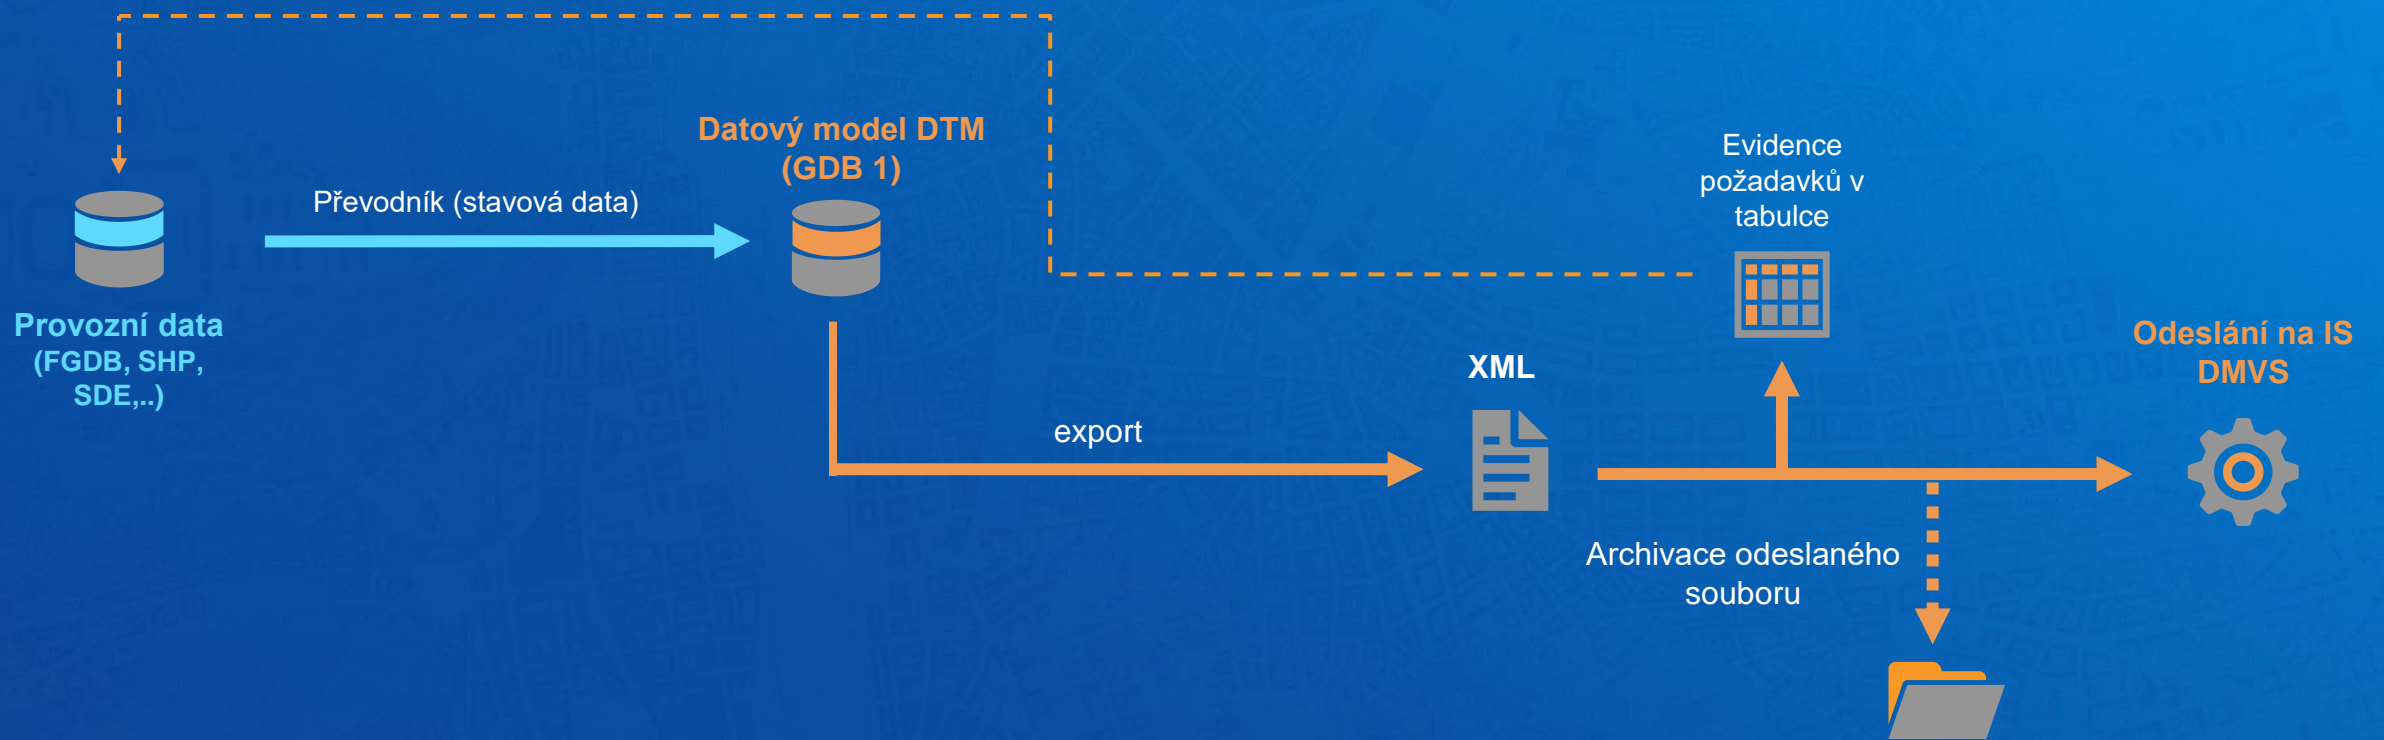 Datový model DTM
(GDB 1)
Převodník (stavová data)
Provozní data
(FGDB, SHP,
SDE,..)
Evidence
požadavků v
tabulce
XML
export
Odeslání na IS
DMVS
Archivace odeslaného
souboru